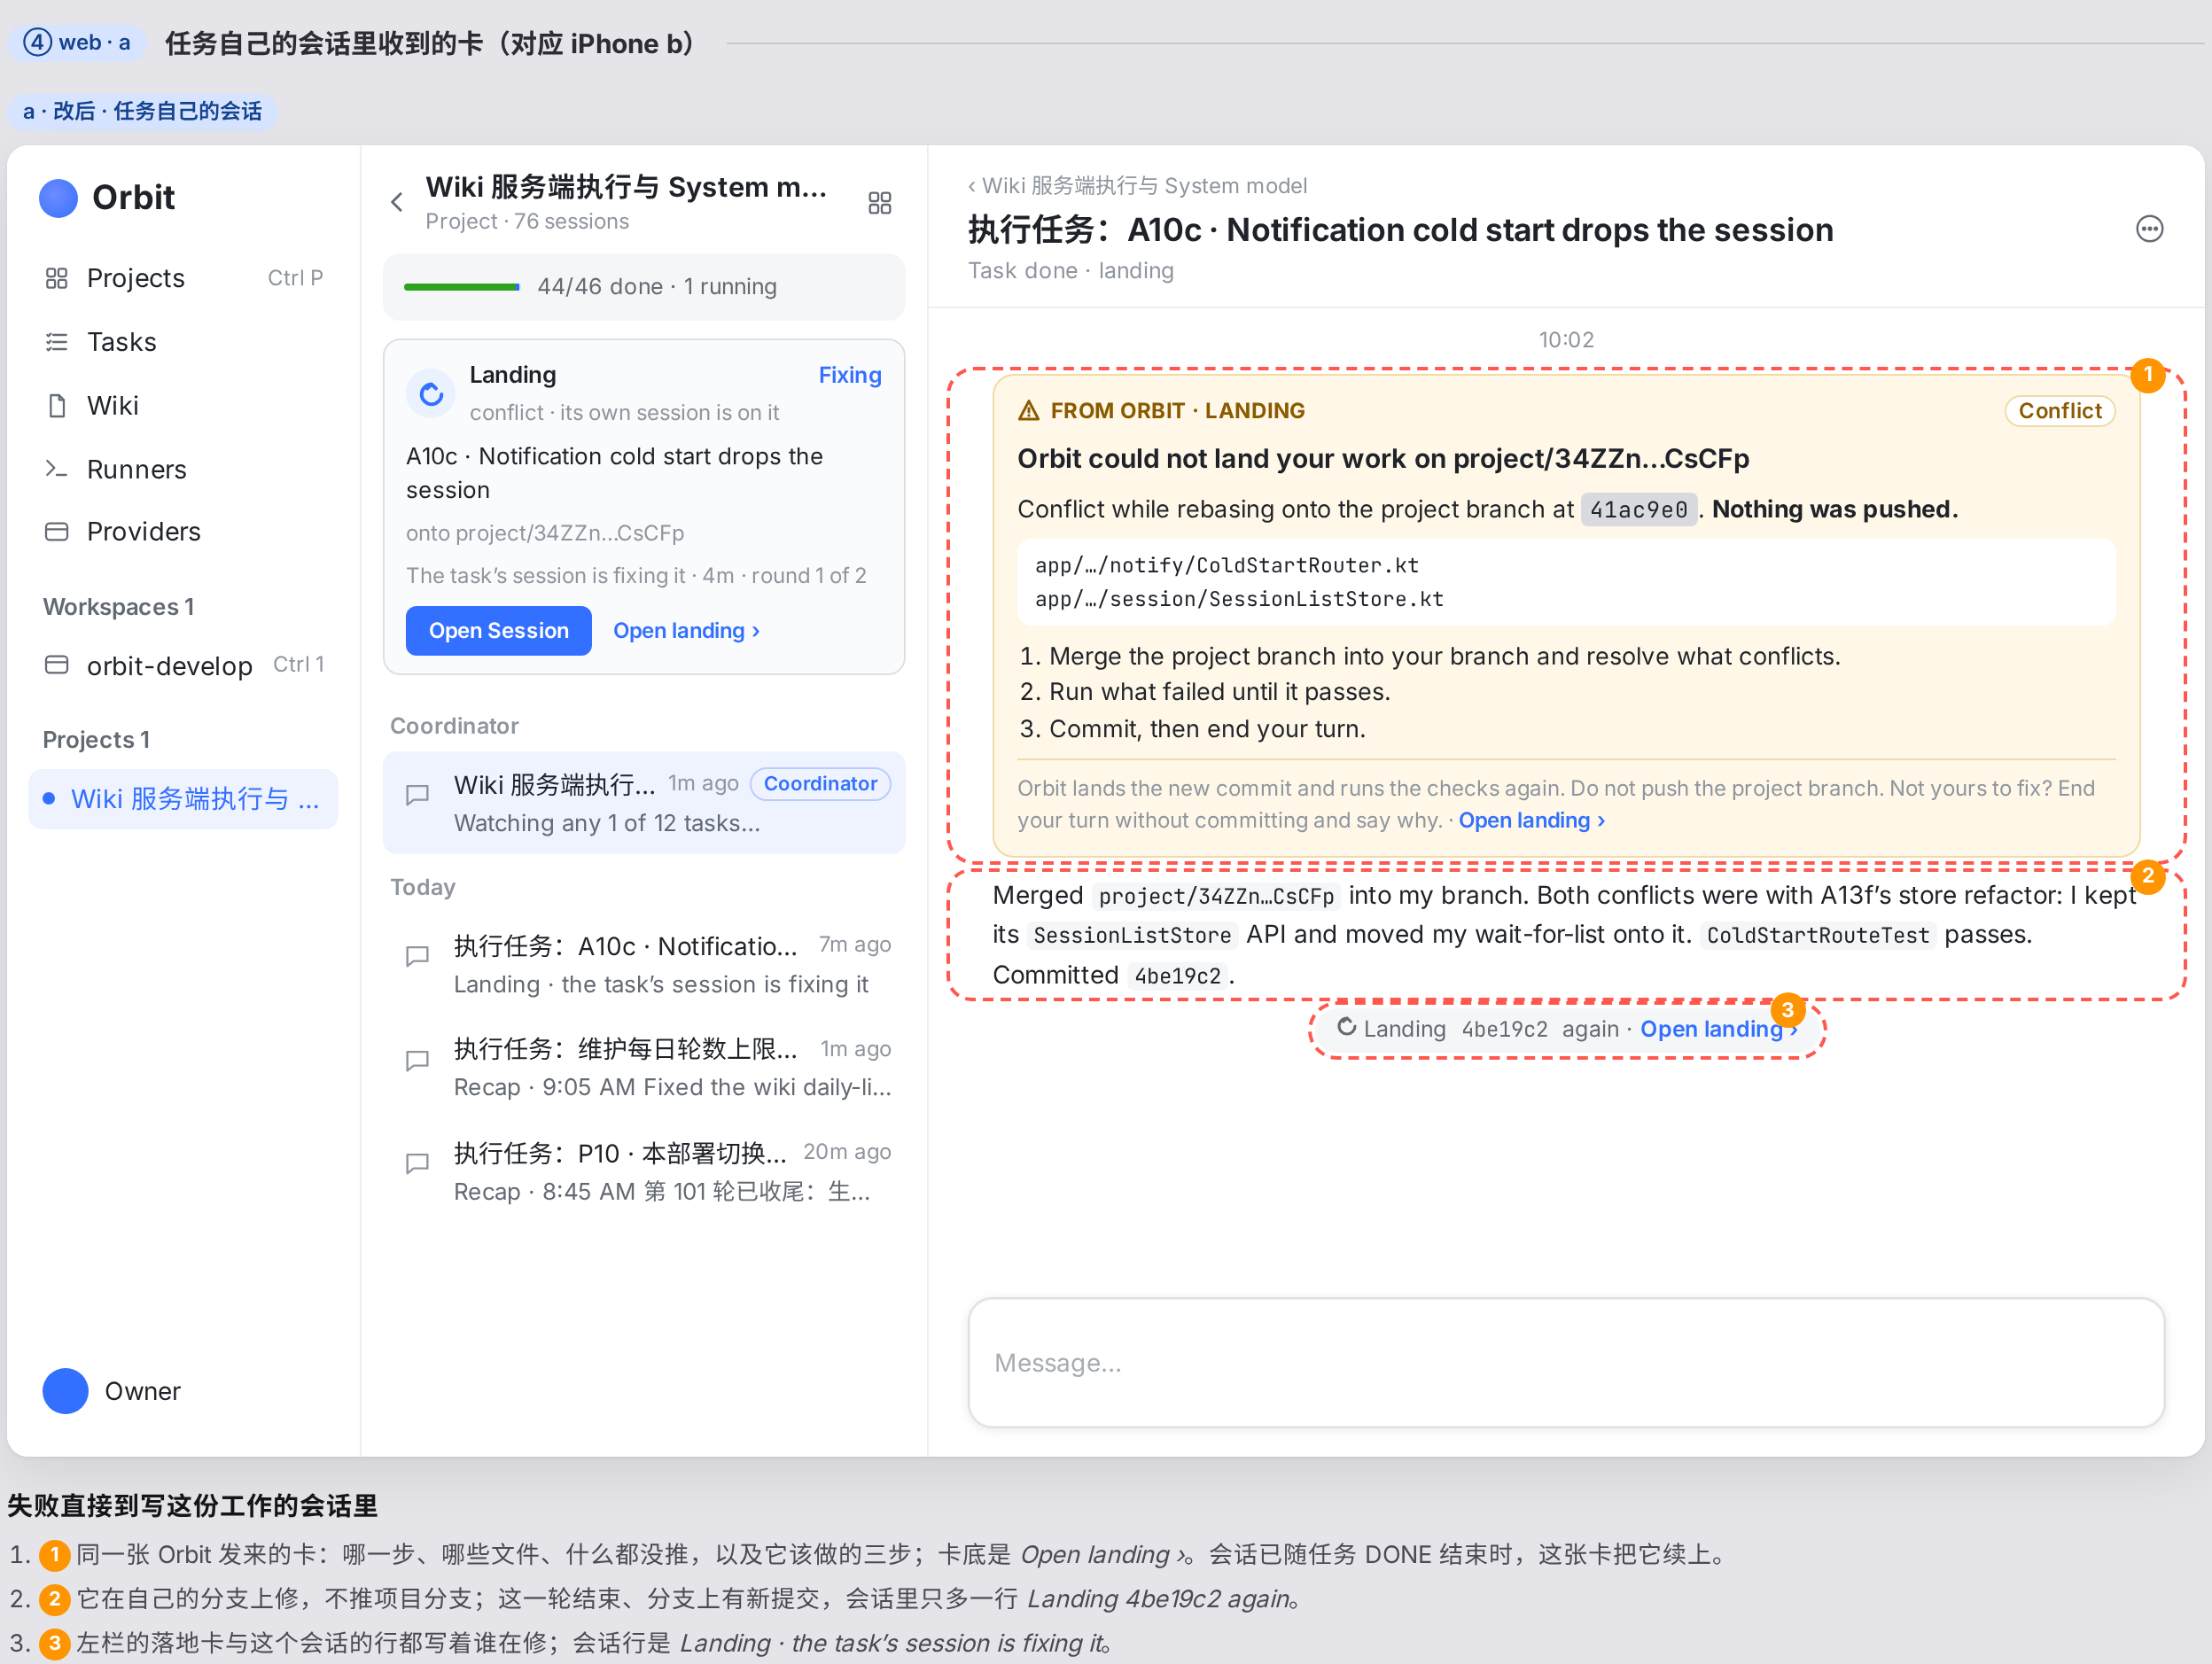 ④ web · a 任务自己的会话里收到的卡（对应 iPhone b）
a · 改后 · 任务自己的会话
Orbit
Projects Ctrl P
Tasks
Wiki
Runners
Providers
Workspaces 1
orbit-develop Ctrl 1
Projects 1
Wiki 服务端执行与 ...
Owner
Wiki 服务端执行与 System m...
Project · 76 sessions
44/46 done · 1 running
Landing Fixing
conflict · its own session is on it
A10c · Notification cold start drops the
session
onto project/34ZZn…CsCFp
The task’s session is fixing it · 4m · round 1 of 2
Open Session Open landing ›
Coordinator
Wiki 服务端执行... 1m ago Coordinator
Watching any 1 of 12 tasks...
Today
执行任务：A10c · Notificatio... 7m ago
Landing · the task’s session is fixing it
执行任务：维护每日轮数上限... 1m ago
Recap · 9:05 AM Fixed the wiki daily-li...
执行任务：P10 · 本部署切换... 20m ago
Recap · 8:45 AM 第 101 轮已收尾：生...
‹ Wiki 服务端执行与 System model
执行任务：A10c · Notification cold start drops the session
Task done · landing
10:02
1
FROM ORBIT · LANDING Conflict
Orbit could not land your work on project/34ZZn…CsCFp
Conflict while rebasing onto the project branch at 41ac9e0. Nothing was pushed.
app/…/notify/ColdStartRouter.kt
app/…/session/SessionListStore.kt
1. Merge the project branch into your branch and resolve what conflicts.
2. Run what failed until it passes.
3. Commit, then end your turn.
Orbit lands the new commit and runs the checks again. Do not push the project branch. Not yours to fix? End
your turn without committing and say why. · Open landing ›
2
Merged project/34ZZn…CsCFp into my branch. Both conflicts were with A13f’s store refactor: I kept
its SessionListStore API and moved my wait-for-list onto it. ColdStartRouteTest passes.
Committed 4be19c2.
3
Landing 4be19c2 again · Open landing ›
Message...
失败直接到写这份工作的会话里
1. 1 同一张 Orbit 发来的卡：哪一步、哪些文件、什么都没推，以及它该做的三步；卡底是 Open landing ›。会话已随任务 DONE 结束时，这张卡把它续上。
2. 2 它在自己的分支上修，不推项目分支；这一轮结束、分支上有新提交，会话里只多一行 Landing 4be19c2 again。
3. 3 左栏的落地卡与这个会话的行都写着谁在修；会话行是 Landing · the task’s session is fixing it。